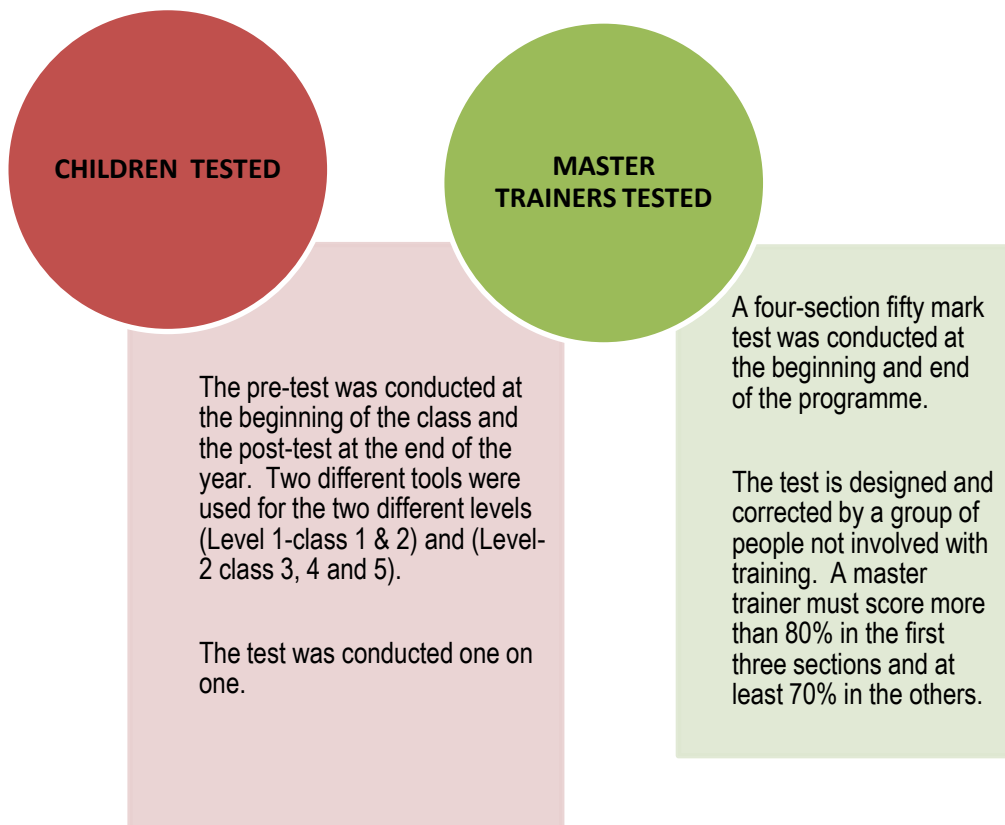 CHILDREN TESTED
The pre-test was conducted at
the beginning of the class and
the post-test at the end of the
year. Two different tools were
used for the two different levels
(Level 1-class 1 & 2) and (Level-
2 class 3, 4 and 5).
The test was conducted one on
one.
MASTER
TRAINERS TESTED
A four-section fifty mark
test was conducted at
the beginning and end
of the programme.
The test is designed and
corrected by a group of
people not involved with
training. A master
trainer must score more
than 80% in the first
three sections and at
least 70% in the others.